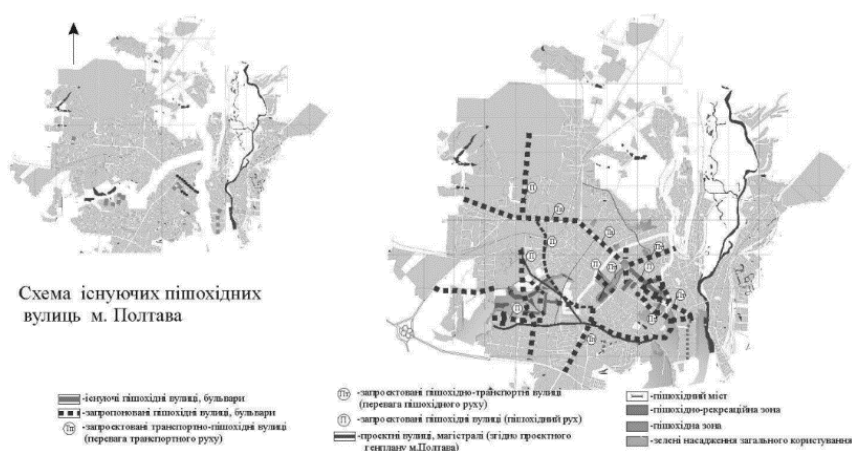 Схема існуючих пішохідних
вулиць м. Полтава
-існуючі пішохідні вулиці, бульвари
-запропоновані пішохідні вулиці, бульвари
-запроектовані транспортно-пішохідні вулиці
(перевага транспортного руху)
-запроектовані пішохідно-транспортні вулиці
(перевага пішохідного руху)
-запроектовані пішохідні вулиці (пішохідний рух)
-проектні вулиці, магістралі (згідно проектного
генплану м.Полтава)
-пішохідний міст
-пішохідно-рекреаційна зона
-пішохідна зона
-зелені насадження загального користування